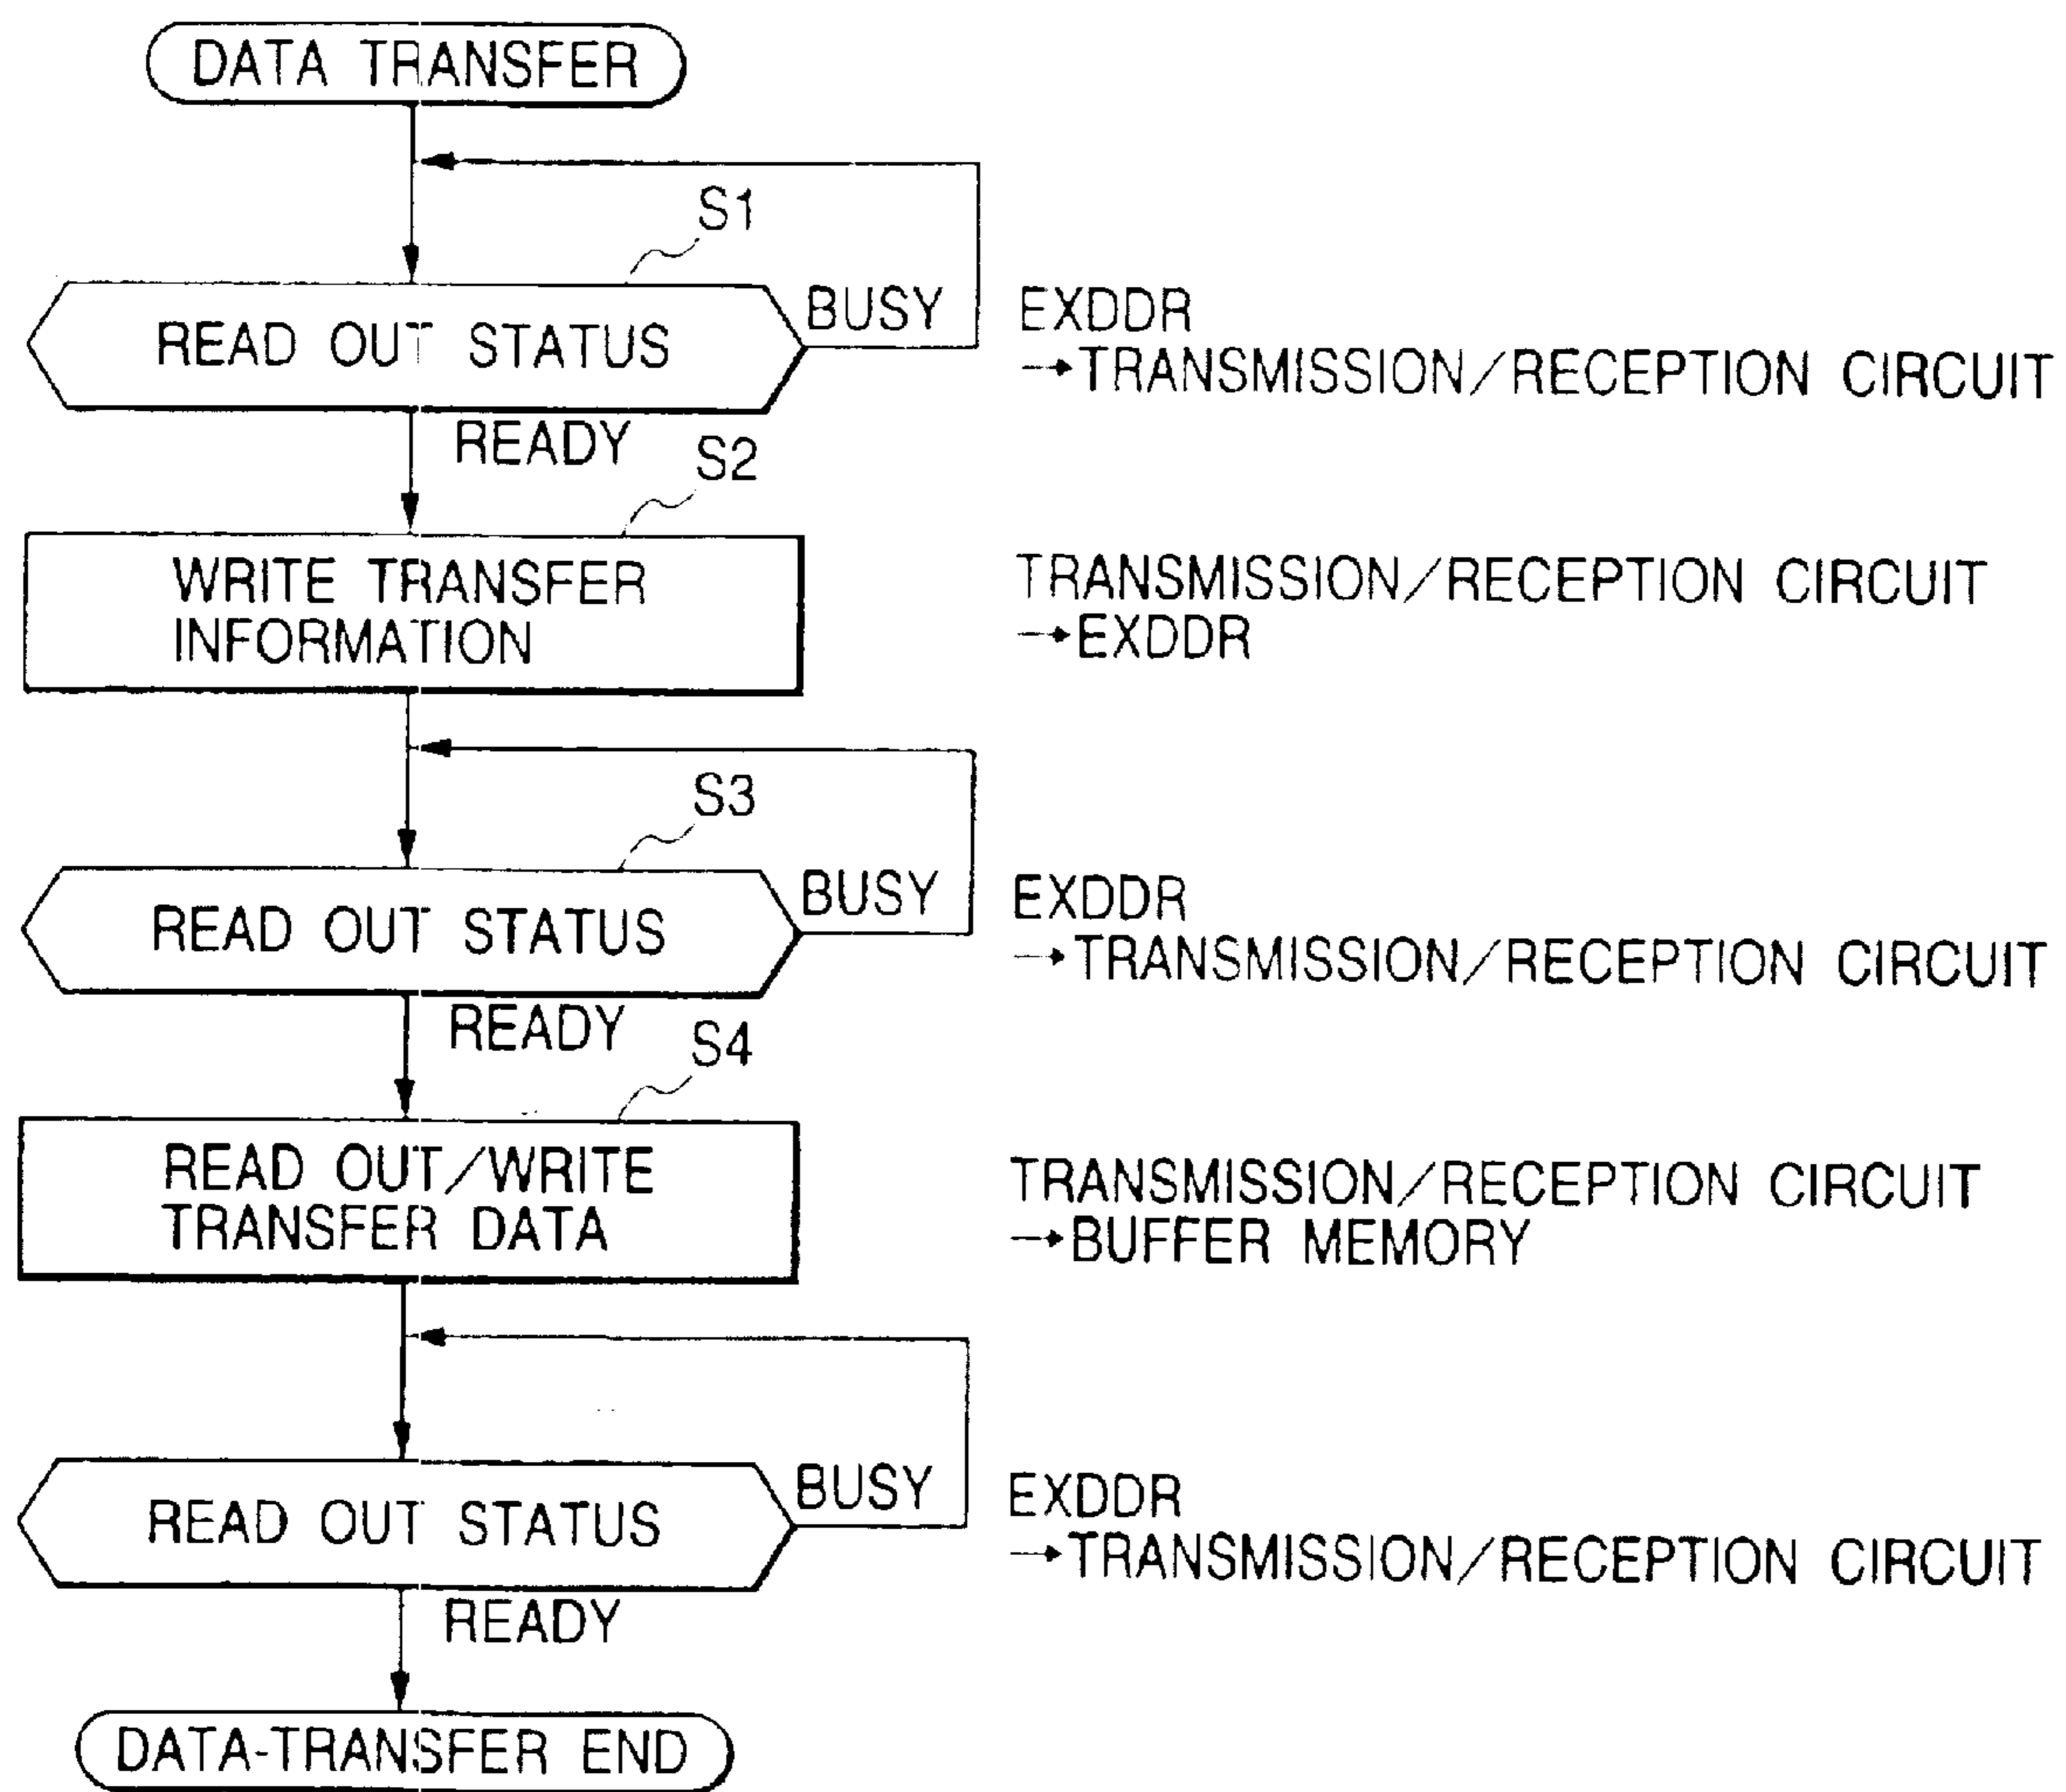 DATA TRANSFER
S1
READ OUT STATUS
BUSY
EXDDR
→TRANSMISSION/RECEPTION CIRCUIT
READY
S2
WRITE TRANSFER
INFORMATION
TRANSMISSION/RECEPTION CIRCUIT
→EXDDR
S3
READ OUT STATUS
BUSY
EXDDR
→TRANSMISSION/RECEPTION CIRCUIT
READY
S4
READ OUT/WRITE
TRANSFER DATA
TRANSMISSION/RECEPTION CIRCUIT
→BUFFER MEMORY
READ OUT STATUS
BUSY
EXDDR
→TRANSMISSION/RECEPTION CIRCUIT
READY
DATA-TRANSFER END